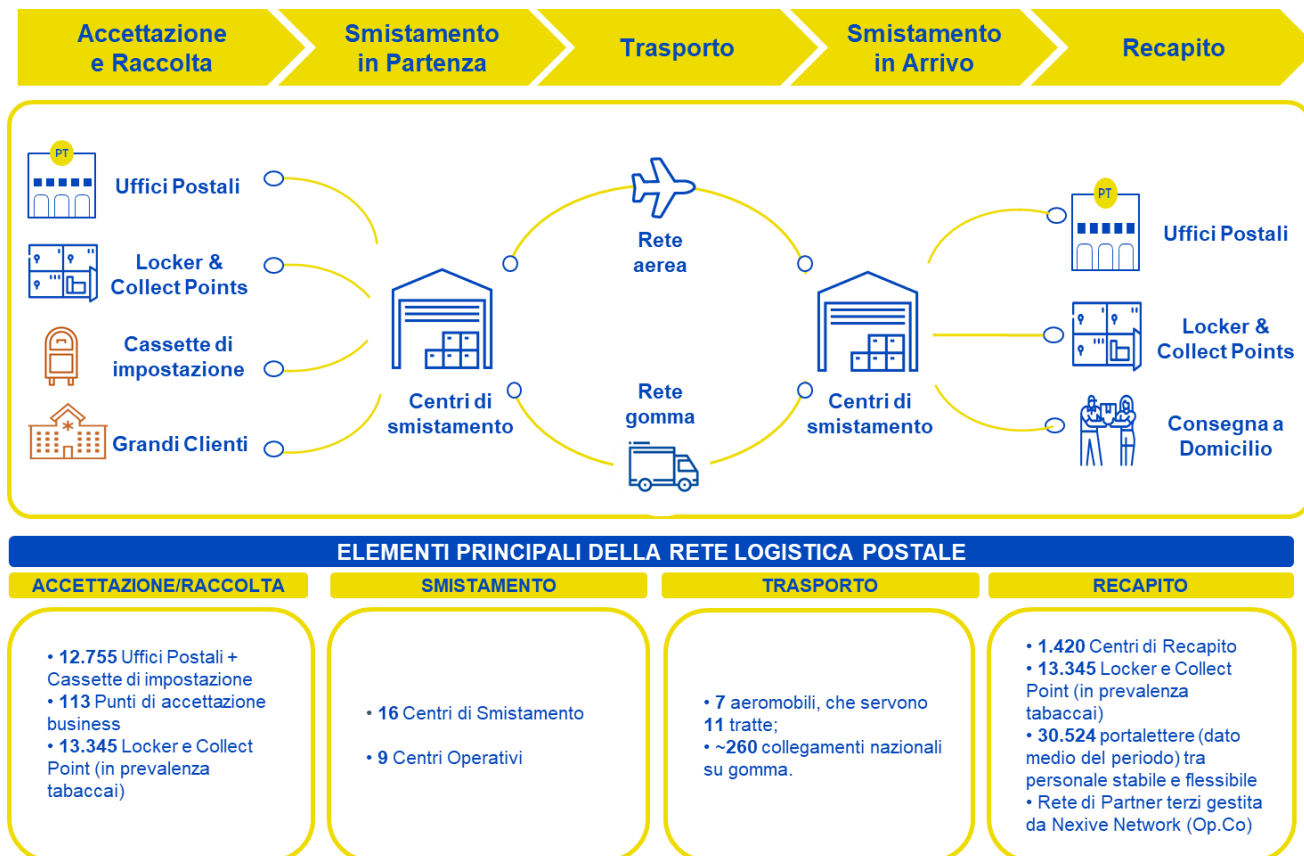 Accettazione
e Raccolta
Smistamento
in Partenza
Trasporto
Smistamento
in Arrivo
Recapito
PT
Uffici Postali
Locker &
Collect Points
Cassette di
impostazione
Grandi Clienti
Centri di
smistamento
Rete
aerea
Rete
gomma
Centri di
smistamento
PT
Uffici Postali
Locker &
Collect Points
Consegna a
Domicilio
ELEMENTI PRINCIPALI DELLA RETE LOGISTICA POSTALE
ACCETTAZIONE/RACCOLTA
• 12.755 Uffici Postali +
Cassette di impostazione
• 113 Punti di accettazione
business
• 13.345 Locker e Collect
Point (in prevalenza
tabaccai)
SMISTAMENTO
• 16 Centri di Smistamento
• 9 Centri Operativi
TRASPORTO
• 7 aeromobili, che servono
11 tratte;
• ~260 collegamenti nazionali
su gomma.
RECAPITO
• 1.420 Centri di Recapito
• 13.345 Locker e Collect
Point (in prevalenza
tabaccai)
• 30.524 portalettere (dato
medio del periodo) tra
personale stabile e flessibile
• Rete di Partner terzi gestita
da Nexive Network (Op.Co)